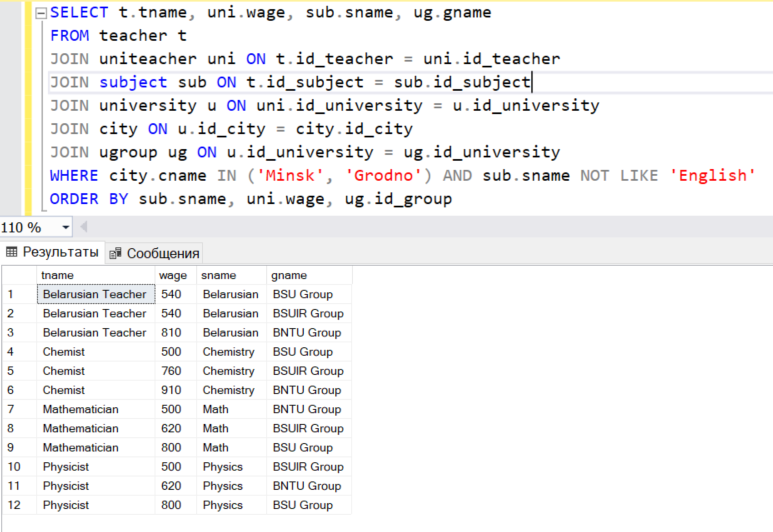 SELECT t.tname, uni.wage, sub.sname, ug.gname
FROM teacher t
JOIN uniteacher uni ON t.id_teacher = uni.id_teacher
JOIN subject sub ON t.id_subject = sub.id_subject
JOIN university u ON uni.id_university = u.id_university
JOIN city ON u.id_city = city.id_city
JOIN ugroup ug ON u.id_university = ug.id_university
WHERE city.cname IN ('Minsk', 'Grodno') AND sub.sname NOT LIKE 'English'
ORDER BY sub.sname, uni.wage, ug.id_group
110 %
Результаты Сообщения
tname wage sname gname
1 Belarusian Teacher 540 Belarusian BSU Group
2 Belarusian Teacher 540 Belarusian BSUIR Group
3 Belarusian Teacher 810 Belarusian BNTU Group
4 Chemist 500 Chemistry BSU Group
5 Chemist 760 Chemistry BSUIR Group
6 Chemist 910 Chemistry BNTU Group
7 Mathematician 500 Math BNTU Group
8 Mathematician 620 Math BSUIR Group
9 Mathematician 800 Math BSU Group
10 Physicist 500 Physics BSUIR Group
11 Physicist 620 Physics BNTU Group
12 Physicist 800 Physics BSU Group